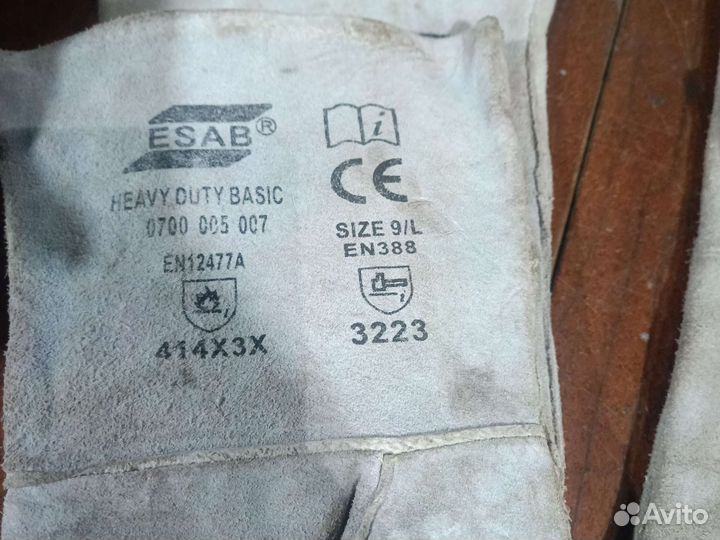 ESAB®
HEAVY DUTY BASIC
0700 005 007
EN12477A
414X3X
i
CE
SIZE 9/L
EN388
i
3223
Avito